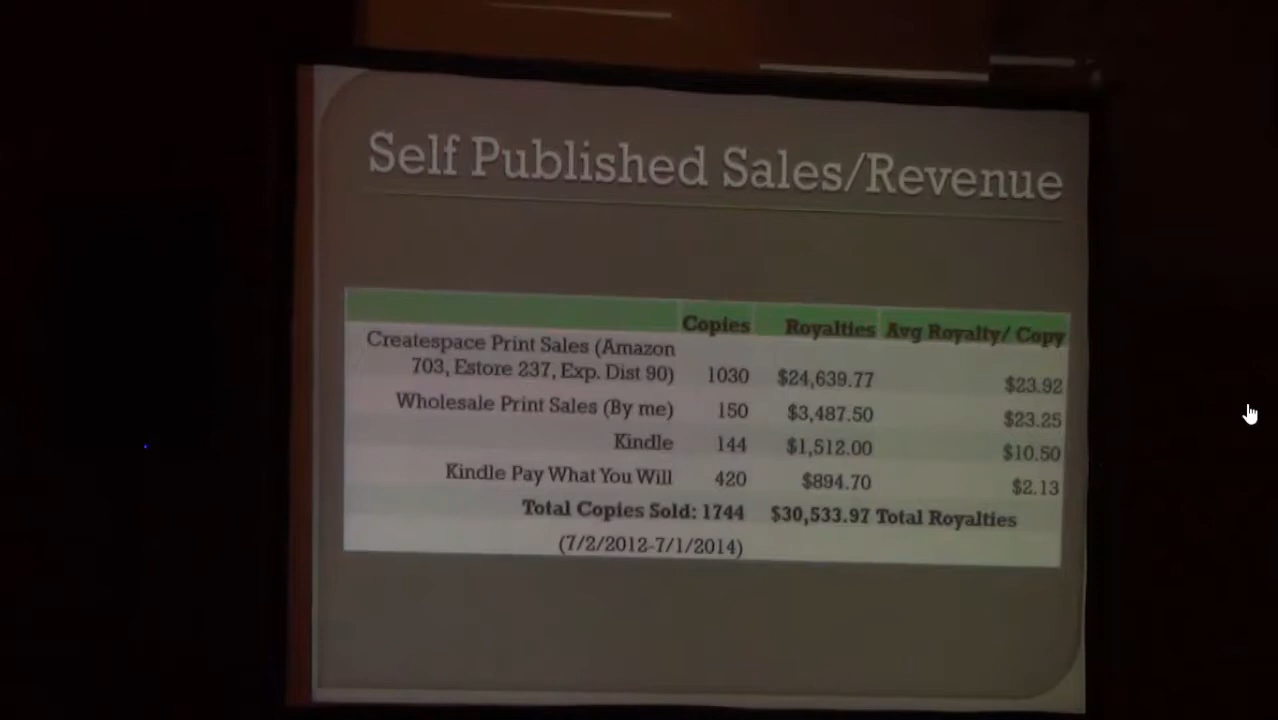 Self Published Sales/Revenue
Copies Royalties Avg Royalty/ Copy
Createspace Print Sales (Amazon
703, Estore 237, Exp. Dist 90) 1030 $24,639.77 $23.92
Wholesale Print Sales (By me) 150 $3,487.50 $23.25
Kindle 144 $1,512.00 $10.50
Kindle Pay What You Will 420 $894.70 $2.13
Total Copies Sold: 1744 $30,533.97 Total Royalties
(7/2/2012-7/1/2014)